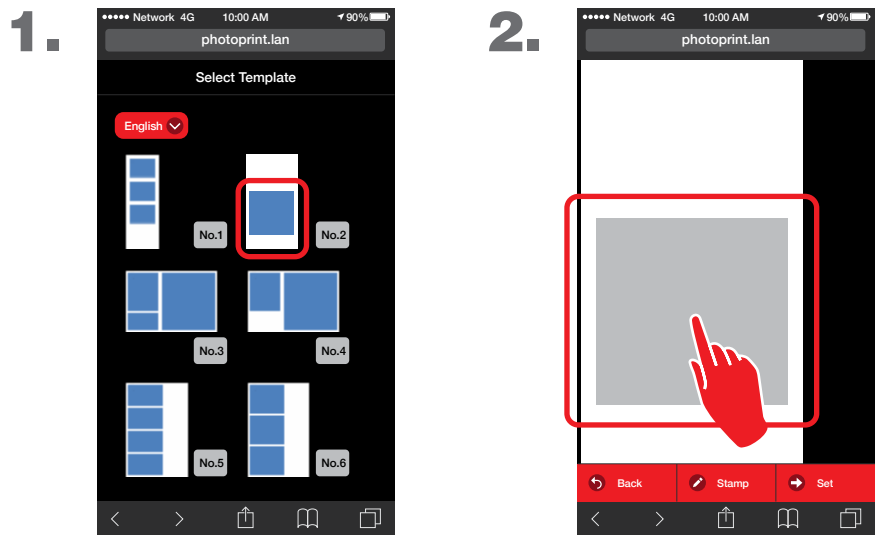 1.
••••• Network 4G 10:00 AM 90%
photoprint.lan
Select Template
English
No.1
No.2
No.3
No.4
No.5
No.6
2.
••••• Network 4G 10:00 AM 90%
photoprint.lan
Back
Stamp
Set